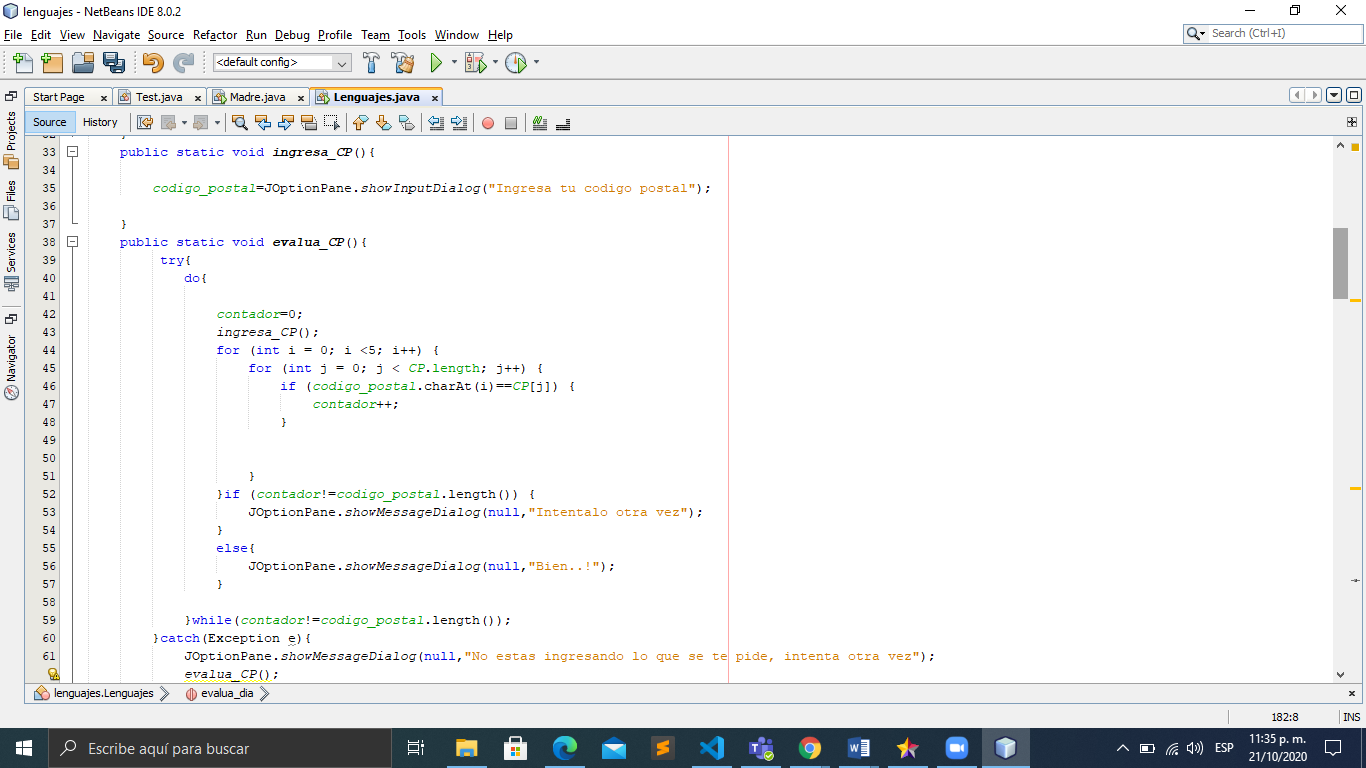 lenguajes - NetBeans IDE 8.0.2
File Edit View Navigate Source Refactor Run Debug Profile Team Tools Window Help
Search (Ctrl+I)
<default config>
Start Page Test.java Madre.java Lenguajes.java
Source History
Projects
Files
Services
Navigator
33 public static void ingresa_CP(){
34
35 codigo_postal=JOptionPane.showInputDialog("Ingresa tu codigo postal");
36
37 }
38 public static void evalua_CP(){
39 try{
40 do{
41
42 contador=0;
43 ingresa_CP();
44 for (int i = 0; i <5; i++) {
45 for (int j = 0; j < CP.length; j++) {
46 if (codigo_postal.charAt(i)==CP[j]) {
47 contador++;
48 }
49
50
51 }
52 }if (contador!=codigo_postal.length()) {
53 JOptionPane.showMessageDialog(null,"Intentalo otra vez");
54 }
55 else{
56 JOptionPane.showMessageDialog(null,"Bien..!");
57 }
58
59 }while(contador!=codigo_postal.length());
60 }catch(Exception e){
61 JOptionPane.showMessageDialog(null,"No estas ingresando lo que se te pide, intenta otra vez");
evalua_CP();
lenguajes.Lenguajes evalua_dia
182:8 INS
Escribe aquí para buscar
ESP
11:35 p. m.
21/10/2020